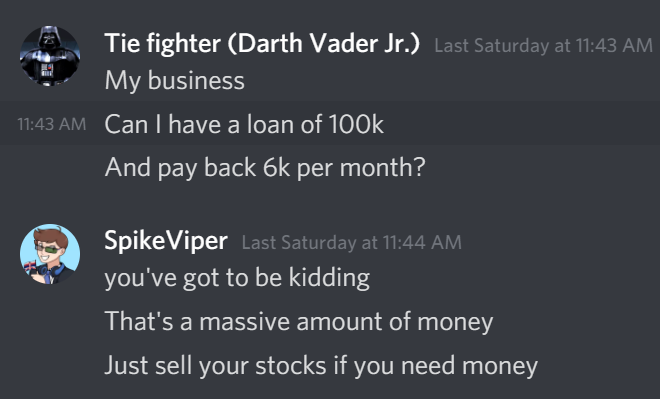 Tie fighter (Darth Vader Jr.) Last Saturday at 11:43 AM
My business
11:43 AM Can I have a loan of 100k
And pay back 6k per month?
SpikeViper Last Saturday at 11:44 AM
you've got to be kidding
That's a massive amount of money
Just sell your stocks if you need money